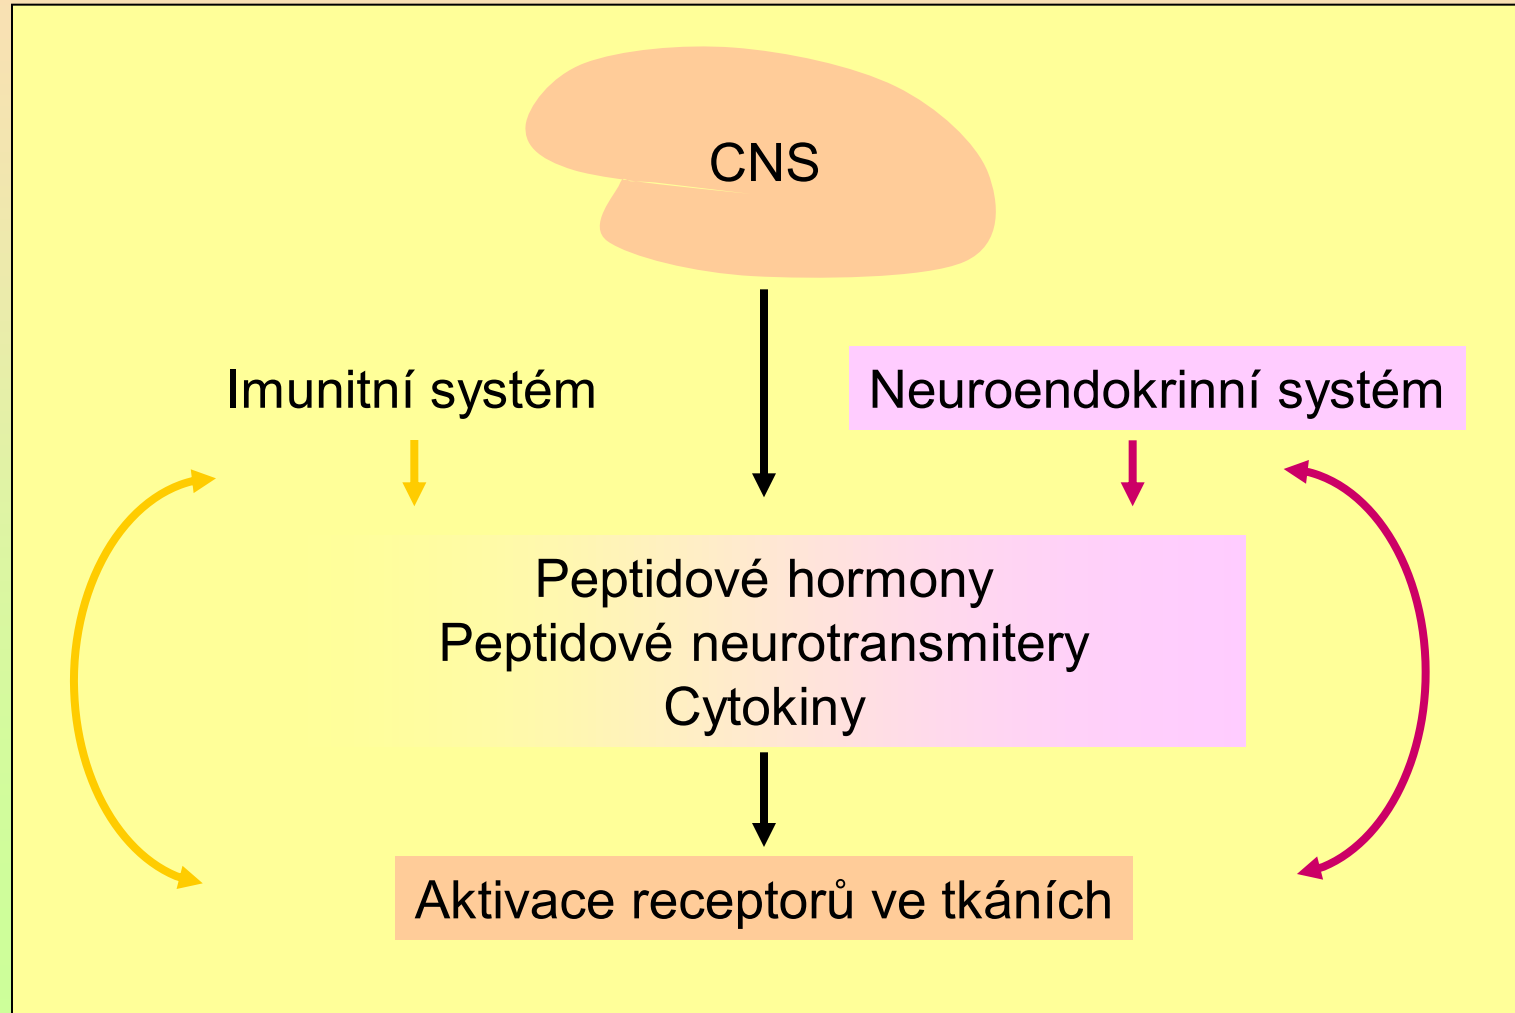 CNS
Imunitní systém
Neuroendokrinní systém
Peptidové hormony
Peptidové neurotransmitery
Cytokiny
Aktivace receptorů ve tkáních